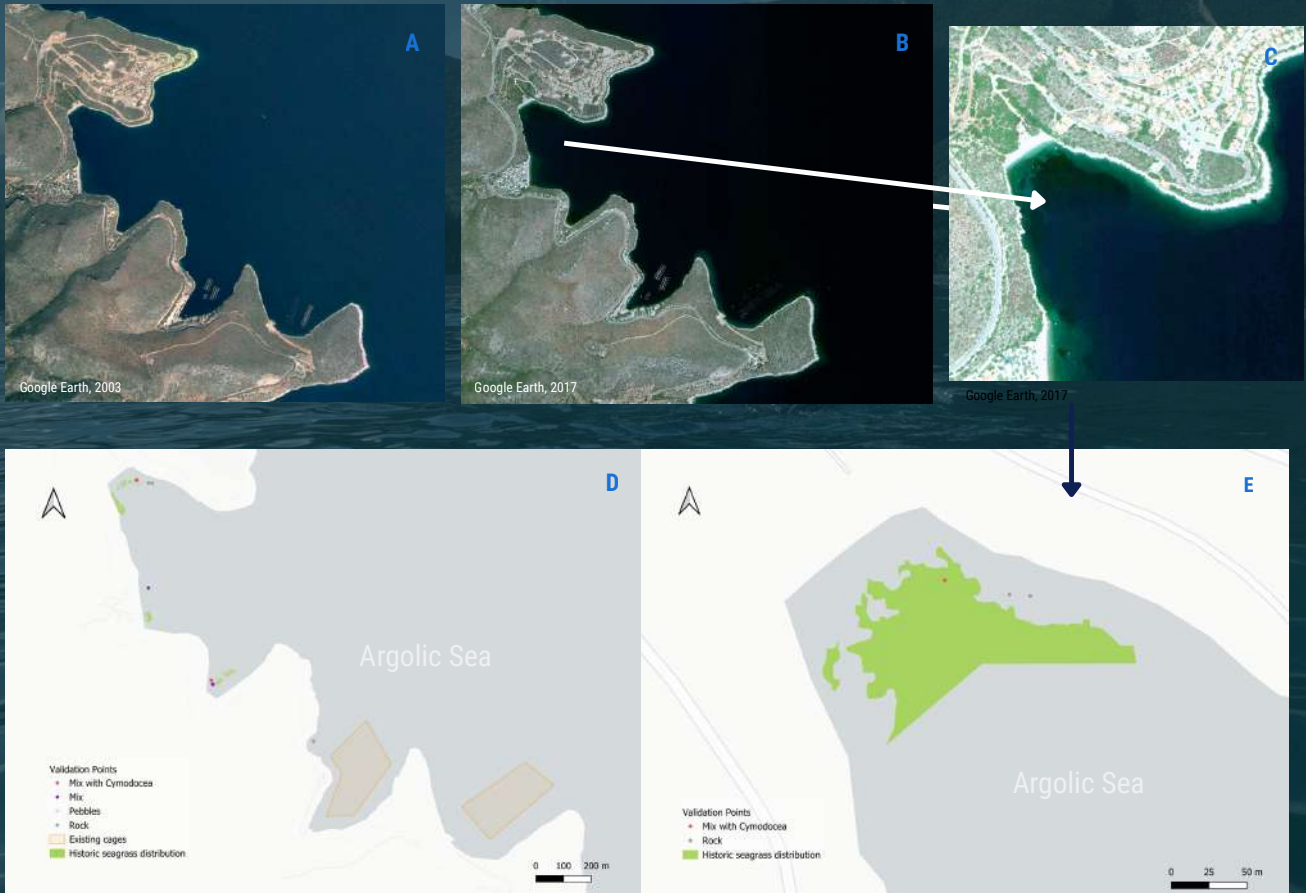 A
B
C
Google Earth, 2003
Google Earth, 2017
Google Earth, 2017
D
Argolic Sea
Validation Points
Mix with Cymodocea
Mix
Pebbles
Rock
Existing cages
Historic seagrass distribution
0 100 200 m
E
Argolic Sea
Validation Points
Mix with Cymodocea
Rock
Historic seagrass distribution
0 25 50 m